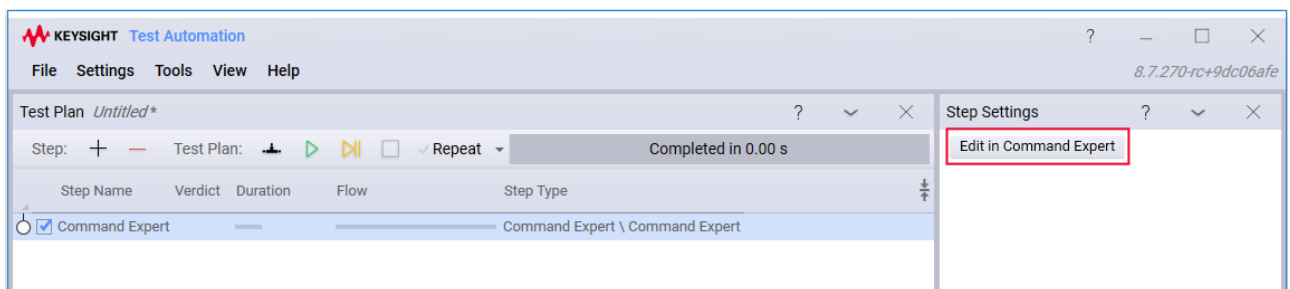 KEYSIGHT Test Automation
?
File Settings Tools View Help
8.7.270-rc+9dc06afe
Test Plan Untitled*
?
Step Settings
?
Step:
Test Plan:
Repeat
Completed in 0.00 s
Edit in Command Expert
Step Name Verdict Duration Flow Step Type
Command Expert
Command Expert \ Command Expert